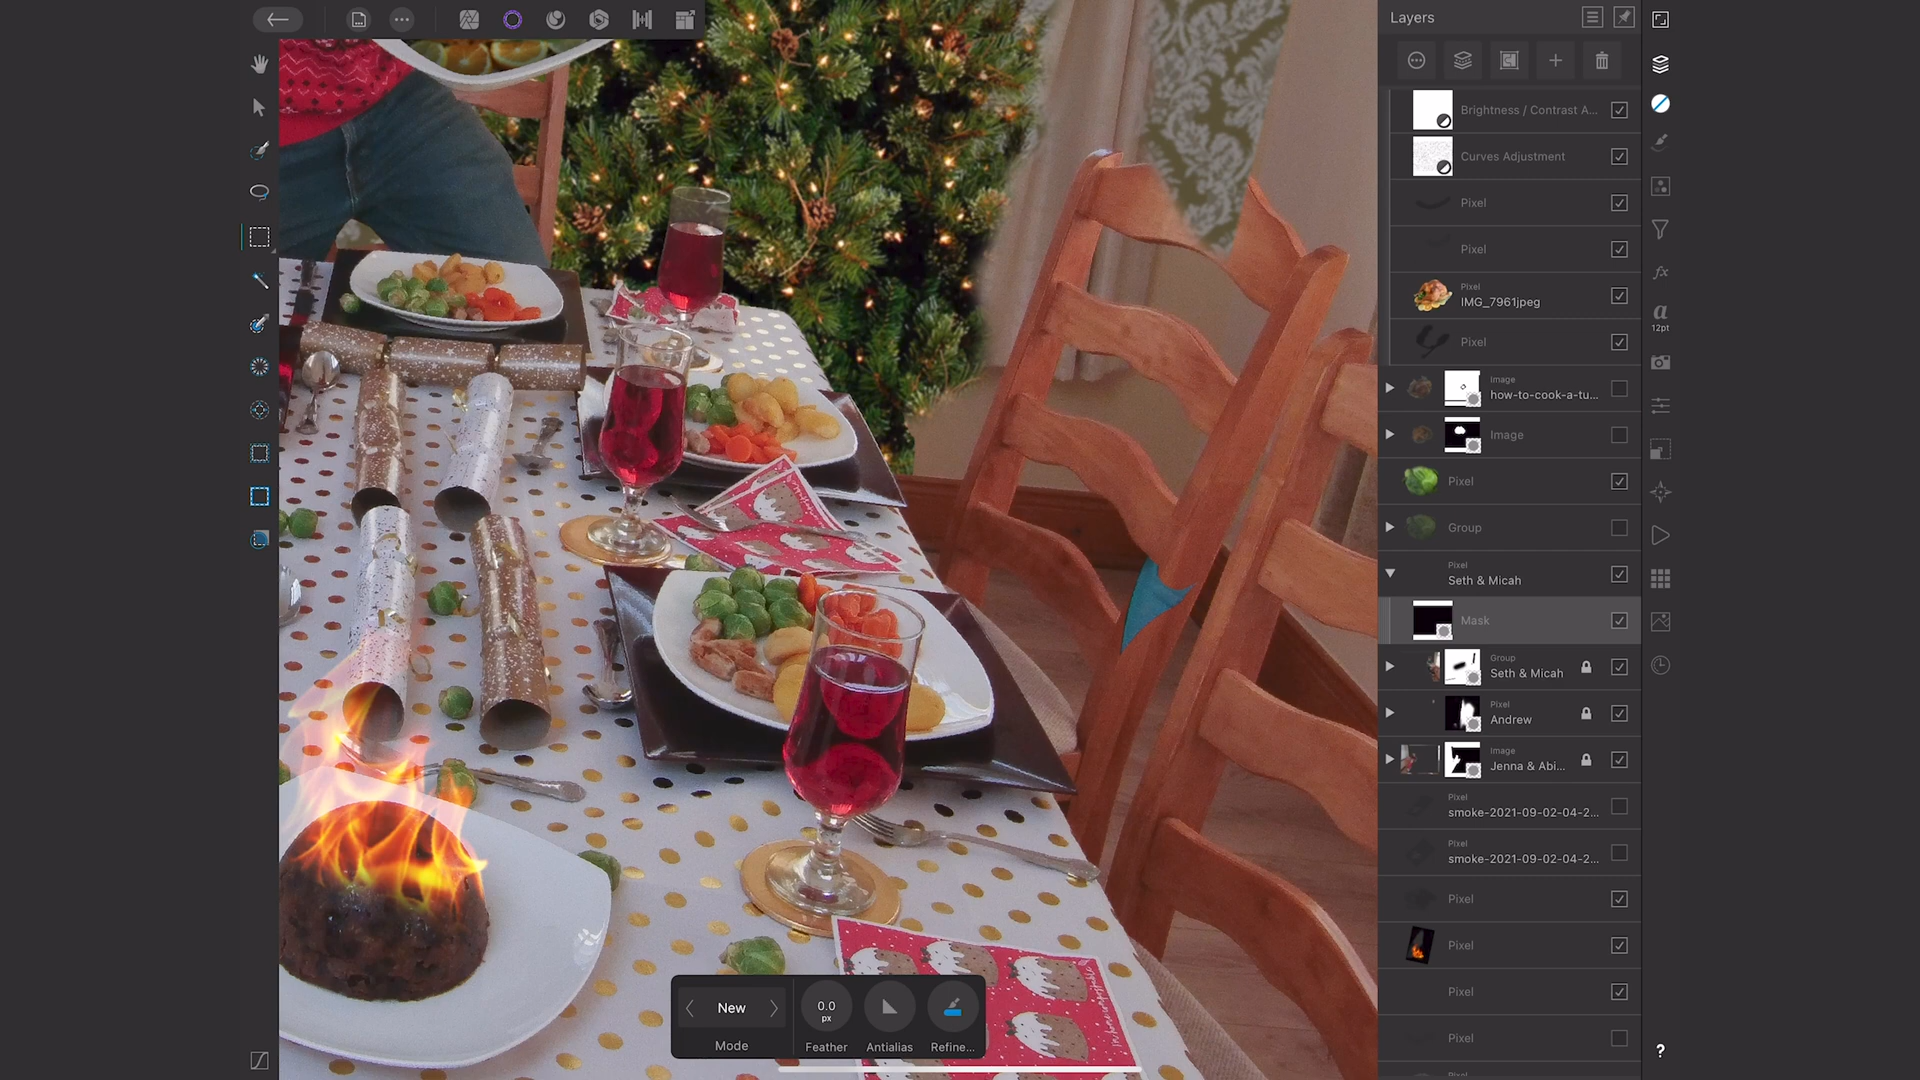 Layers
Brightness / Contrast A...
Curves Adjustment
Pixel
Pixel
Pixel
IMG_7961jpeg
Pixel
Image
how-to-cook-a-tu...
Image
Pixel
Group
Pixel
Seth & Micah
Mask
Group
Seth & Micah
Pixel
Andrew
Image
Jenna & Abi...
Pixel
smoke-2021-09-02-04-2...
Pixel
smoke-2021-09-02-04-2...
Pixel
Pixel
Pixel
Pixel
a
12pt
fx
?
New
Mode
0.0
px
Feather
Antialias
Refine...